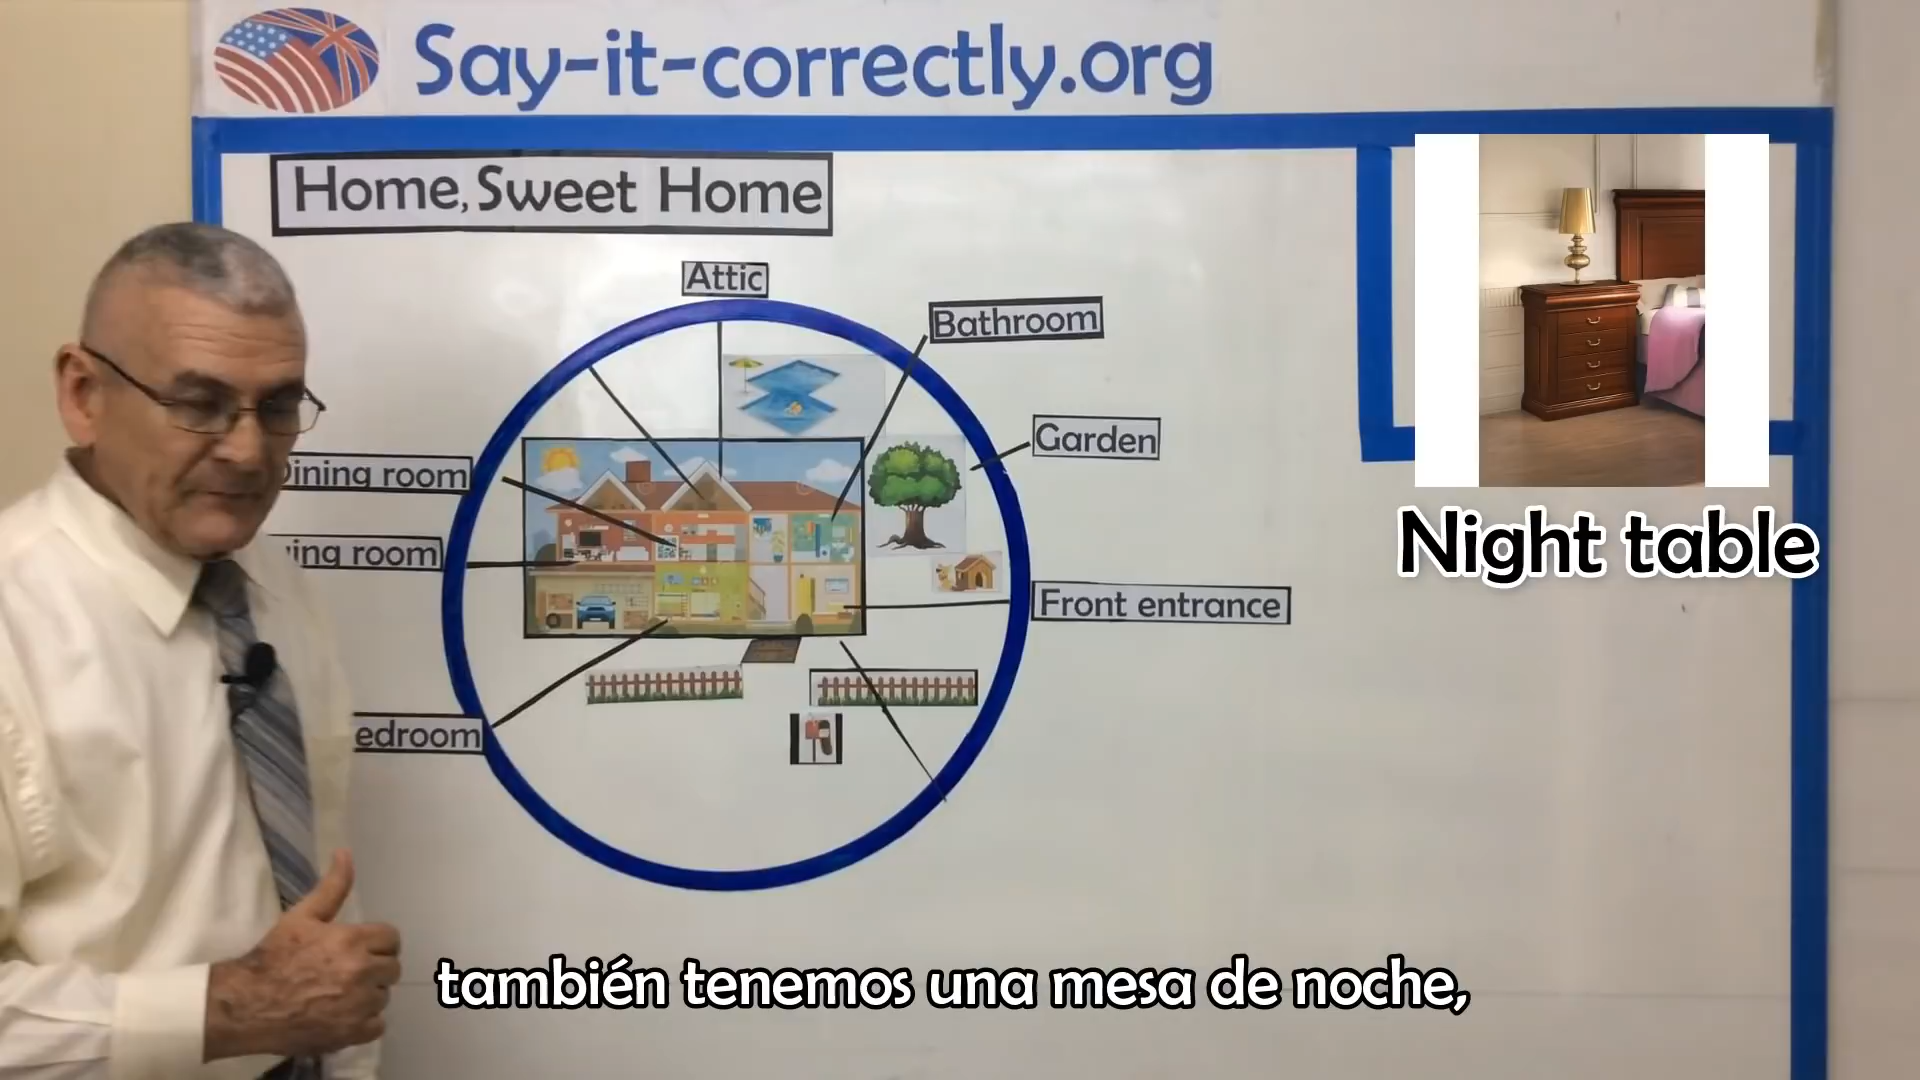 Say-it-correctly.org
Home, Sweet Home
Attic
Bathroom
Garden
Dining room
ing room
Night table
Front entrance
edroom
también tenemos una mesa de noche,